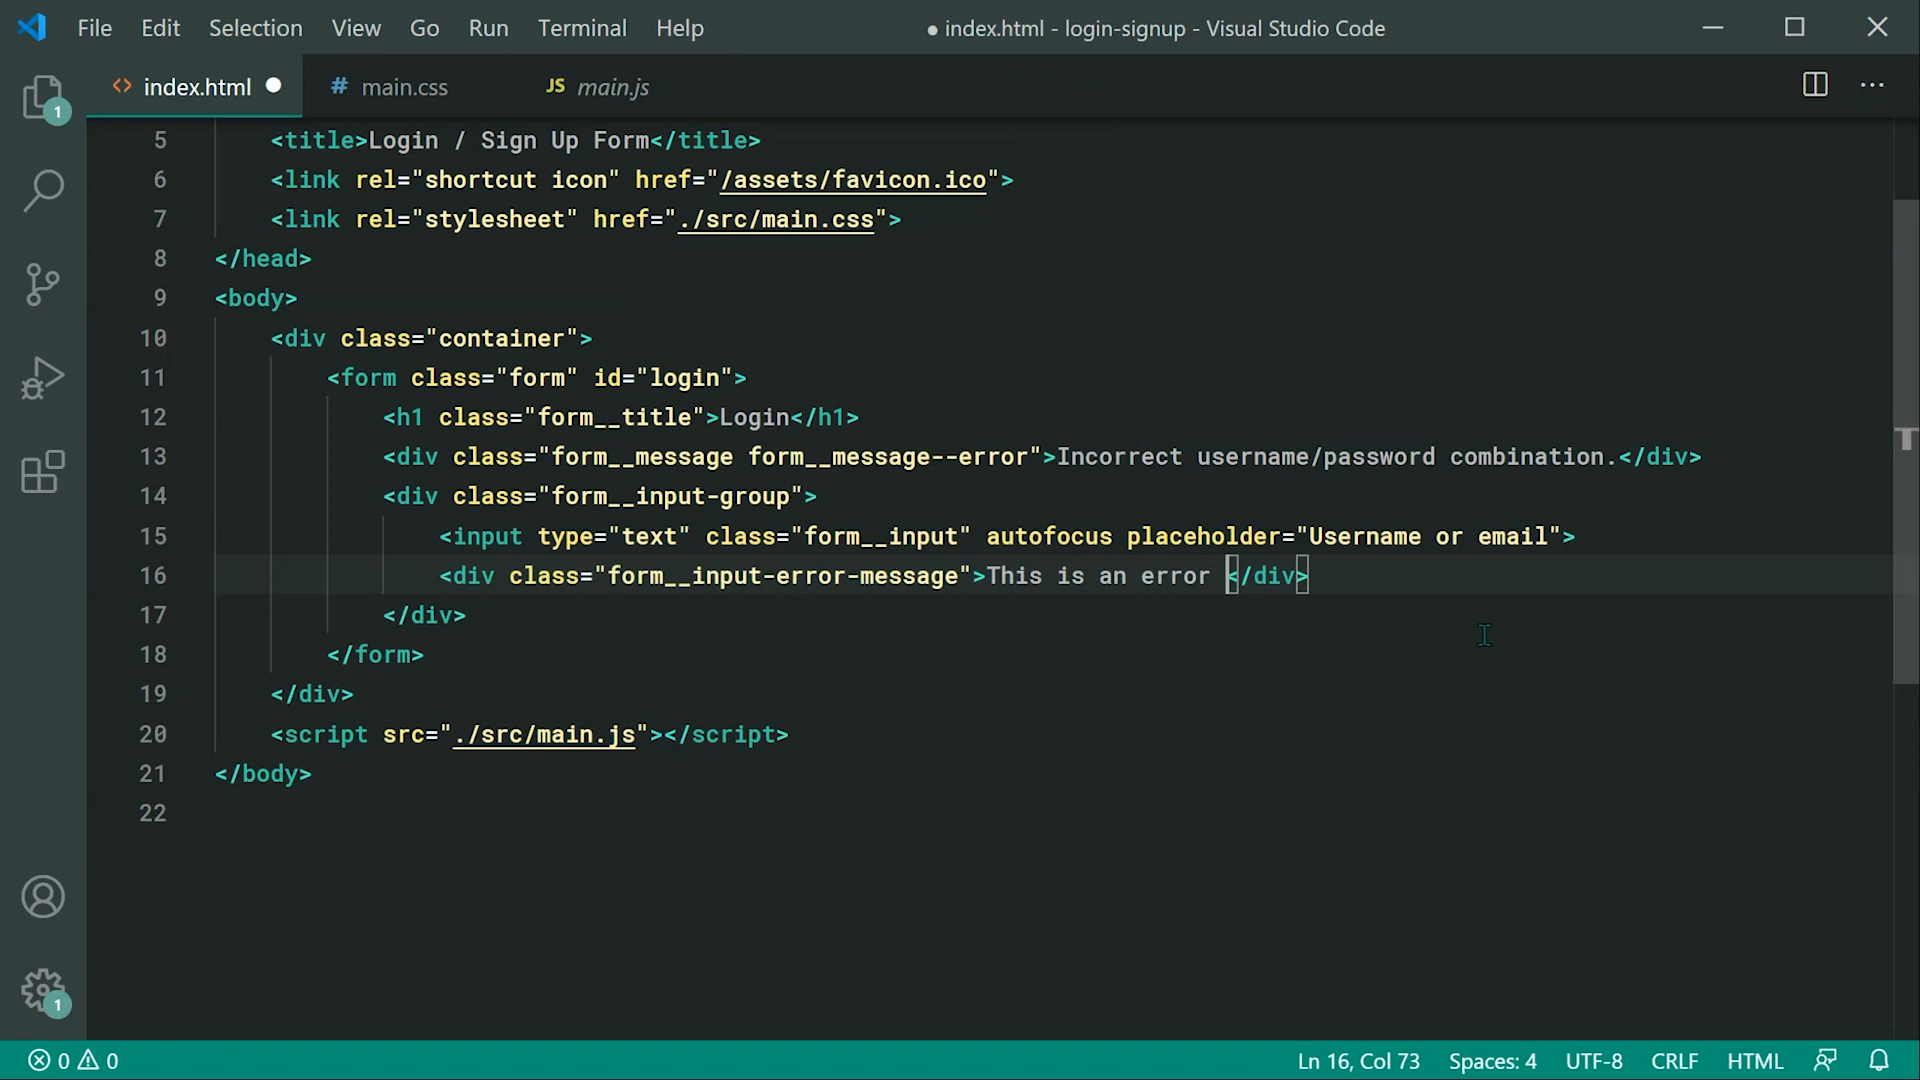 File Edit Selection View Go Run Terminal Help ● index.html - login-signup - Visual Studio Code
<> index.html ● # main.css JS main.js
1
5 <title>Login / Sign Up Form</title>
6 <link rel="shortcut icon" href="/assets/favicon.ico">
7 <link rel="stylesheet" href="./src/main.css">
8 </head>
9 <body>
10 <div class="container">
11 <form class="form" id="login">
12 <h1 class="form__title">Login</h1>
13 <div class="form__message form__message--error">Incorrect username/password combination.</div>
14 <div class="form__input-group">
15 <input type="text" class="form__input" autofocus placeholder="Username or email">
16 <div class="form__input-error-message">This is an error </div>
17 </div>
18 </form>
19 </div>
20 <script src="./src/main.js"></script>
21 </body>
22
1
0 0 Ln 16, Col 73 Spaces: 4 UTF-8 CRLF HTML